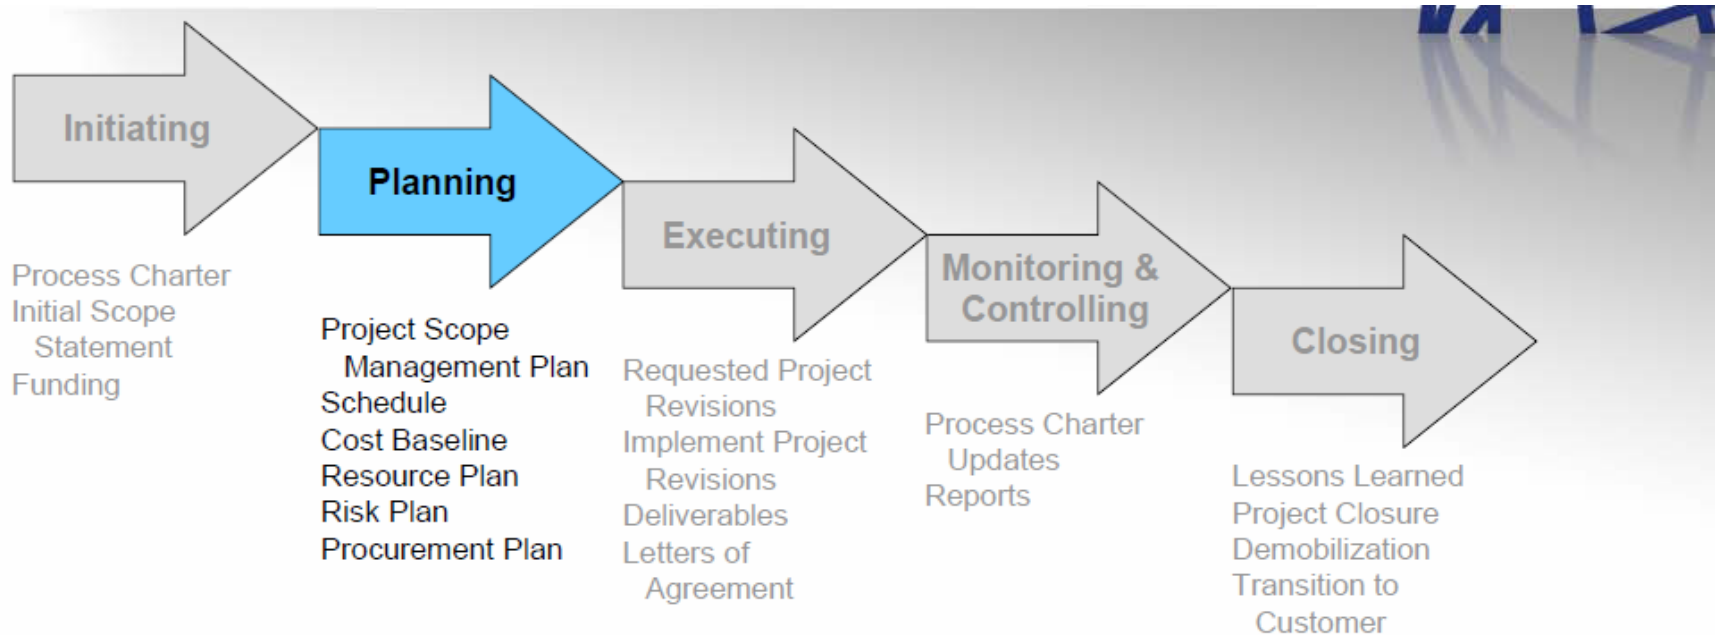 Initiating
Process Charter
Initial Scope
Statement
Funding
Planning
Project Scope
Management Plan
Schedule
Cost Baseline
Resource Plan
Risk Plan
Procurement Plan
Executing
Requested Project
Revisions
Implement Project
Revisions
Deliverables
Letters of
Agreement
Monitoring &
Controlling
Process Charter
Updates
Reports
Closing
Lessons Learned
Project Closure
Demobilization
Transition to
Customer